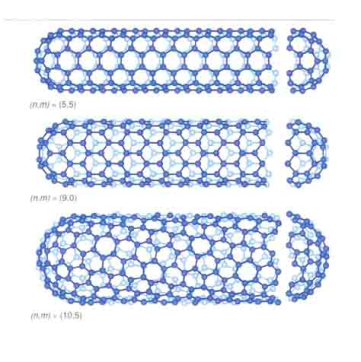 (n,m) = (5,5)
(n,m) = (9,0)
(n,m) = (10,5)